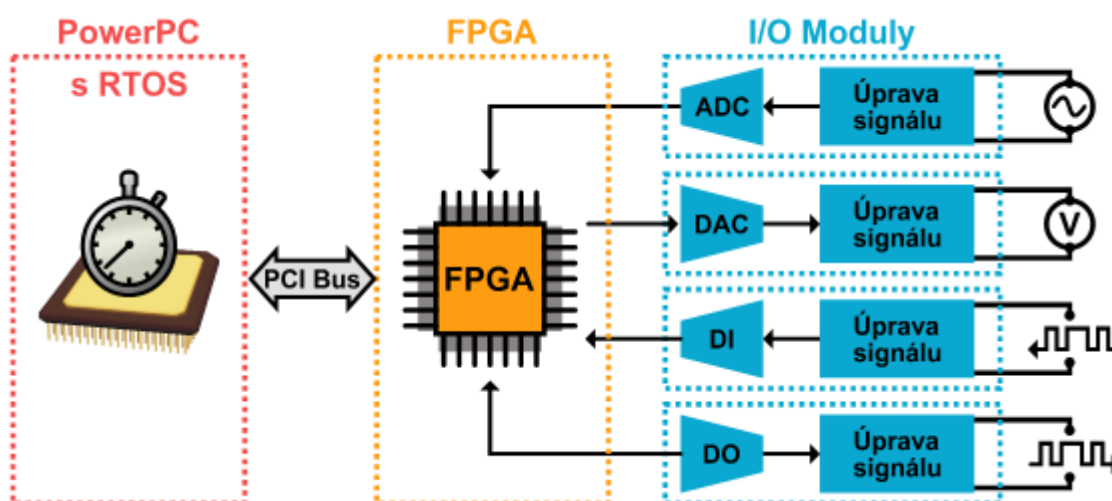 PowerPC
s RTOS
FPGA
I/O Moduly
ADC
Úprava
signálu
DAC
Úprava
signálu
V
PCI Bus
FPGA
DI
Úprava
signálu
DO
Úprava
signálu